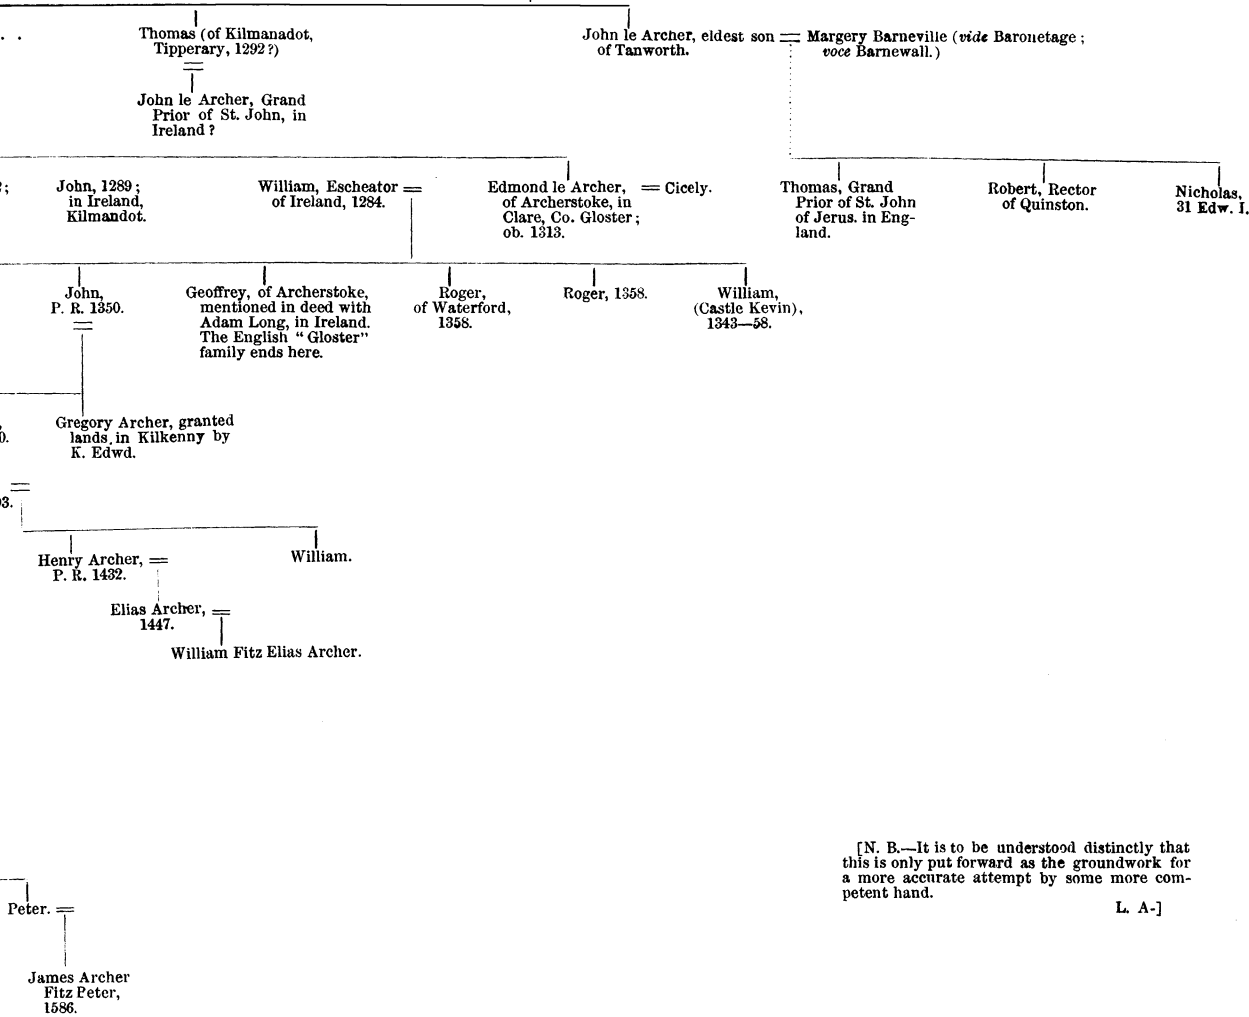 . .
Thomas (of Kilmanadot,
Tipperary, 1292?)
John le Archer, eldest son = Margery Barneville (vide Baronetage;
of Tanworth.
voce Barnewall.)
=
John le Archer, Grand
Prior of St. John, in
Ireland?
;
John, 1289;
in Ireland,
Kilmandot.
William, Escheator =
of Ireland, 1284.
Edmond le Archer, = Cicely.
of Archerstoke, in
Clare, Co. Gloster;
ob. 1313.
Thomas, Grand
Prior of St. John
of Jerus. in Eng-
land.
Robert, Rector
of Quinston.
Nicholas,
31 Edw. I.
John,
P. R. 1350.
=
Geoffrey, of Archerstoke,
mentioned in deed with
Adam Long, in Ireland.
The English "Gloster"
family ends here.
Roger,
of Waterford,
1358.
Roger, 1358.
William,
(Castle Kevin),
1343—58.
0.
Gregory Archer, granted
lands in Kilkenny by
K. Edwd.
=
3.
Henry Archer, =
P. R. 1432.
William.
Elias Archer, =
1447.
William Fitz Elias Archer.
[N. B.—It is to be understood distinctly that
this is only put forward as the groundwork for
a more accurate attempt by some more com-
petent hand.
L. A-]
Peter. =
James Archer
Fitz Peter,
1586.